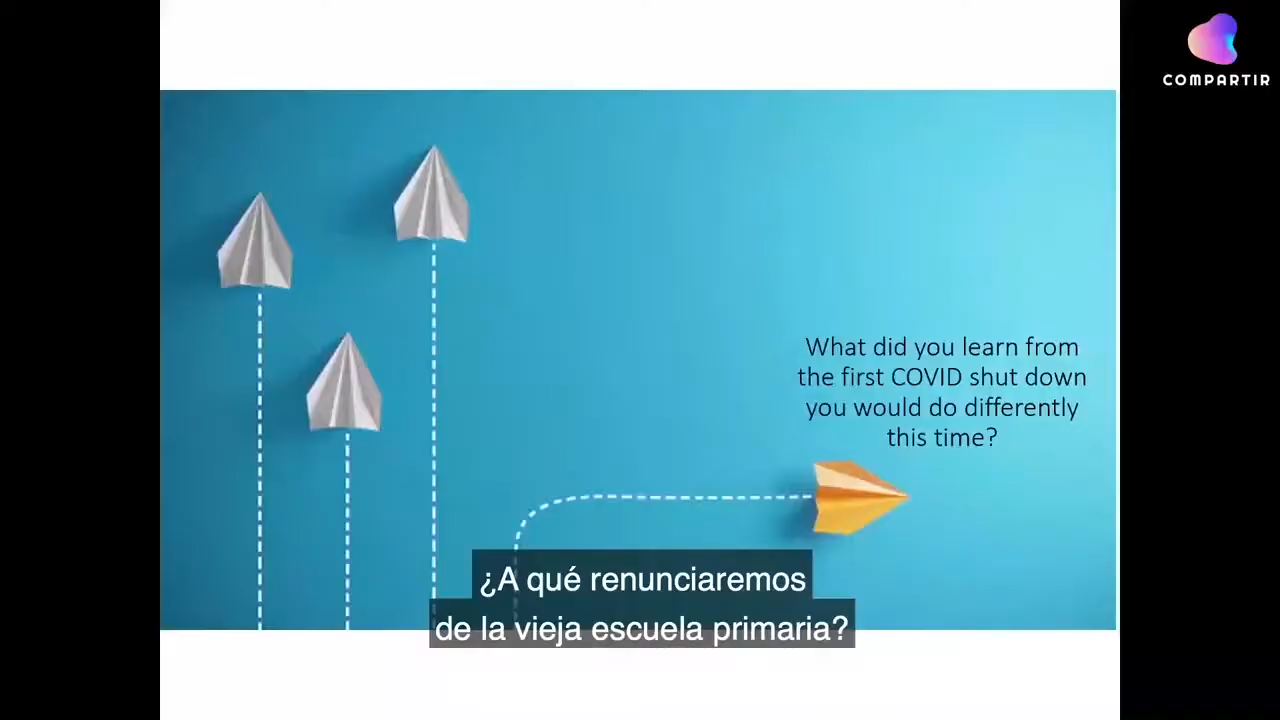 COMPARTIR
What did you learn from
the first COVID shut down
you would do differently
this time?
¿A qué renunciaremos
de la vieja escuela primaria?